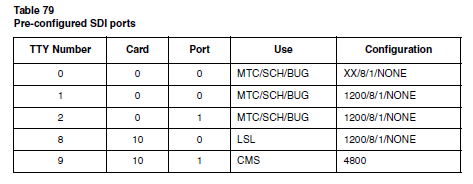 Table 79
Pre-configured SDI ports
TTY Number Card Port Use Configuration
0 0 0 MTC/SCH/BUG XX/8/1/NONE
1 0 0 MTC/SCH/BUG 1200/8/1/NONE
2 0 1 MTC/SCH/BUG 1200/8/1/NONE
8 10 0 LSL 1200/8/1/NONE
9 10 1 CMS 4800